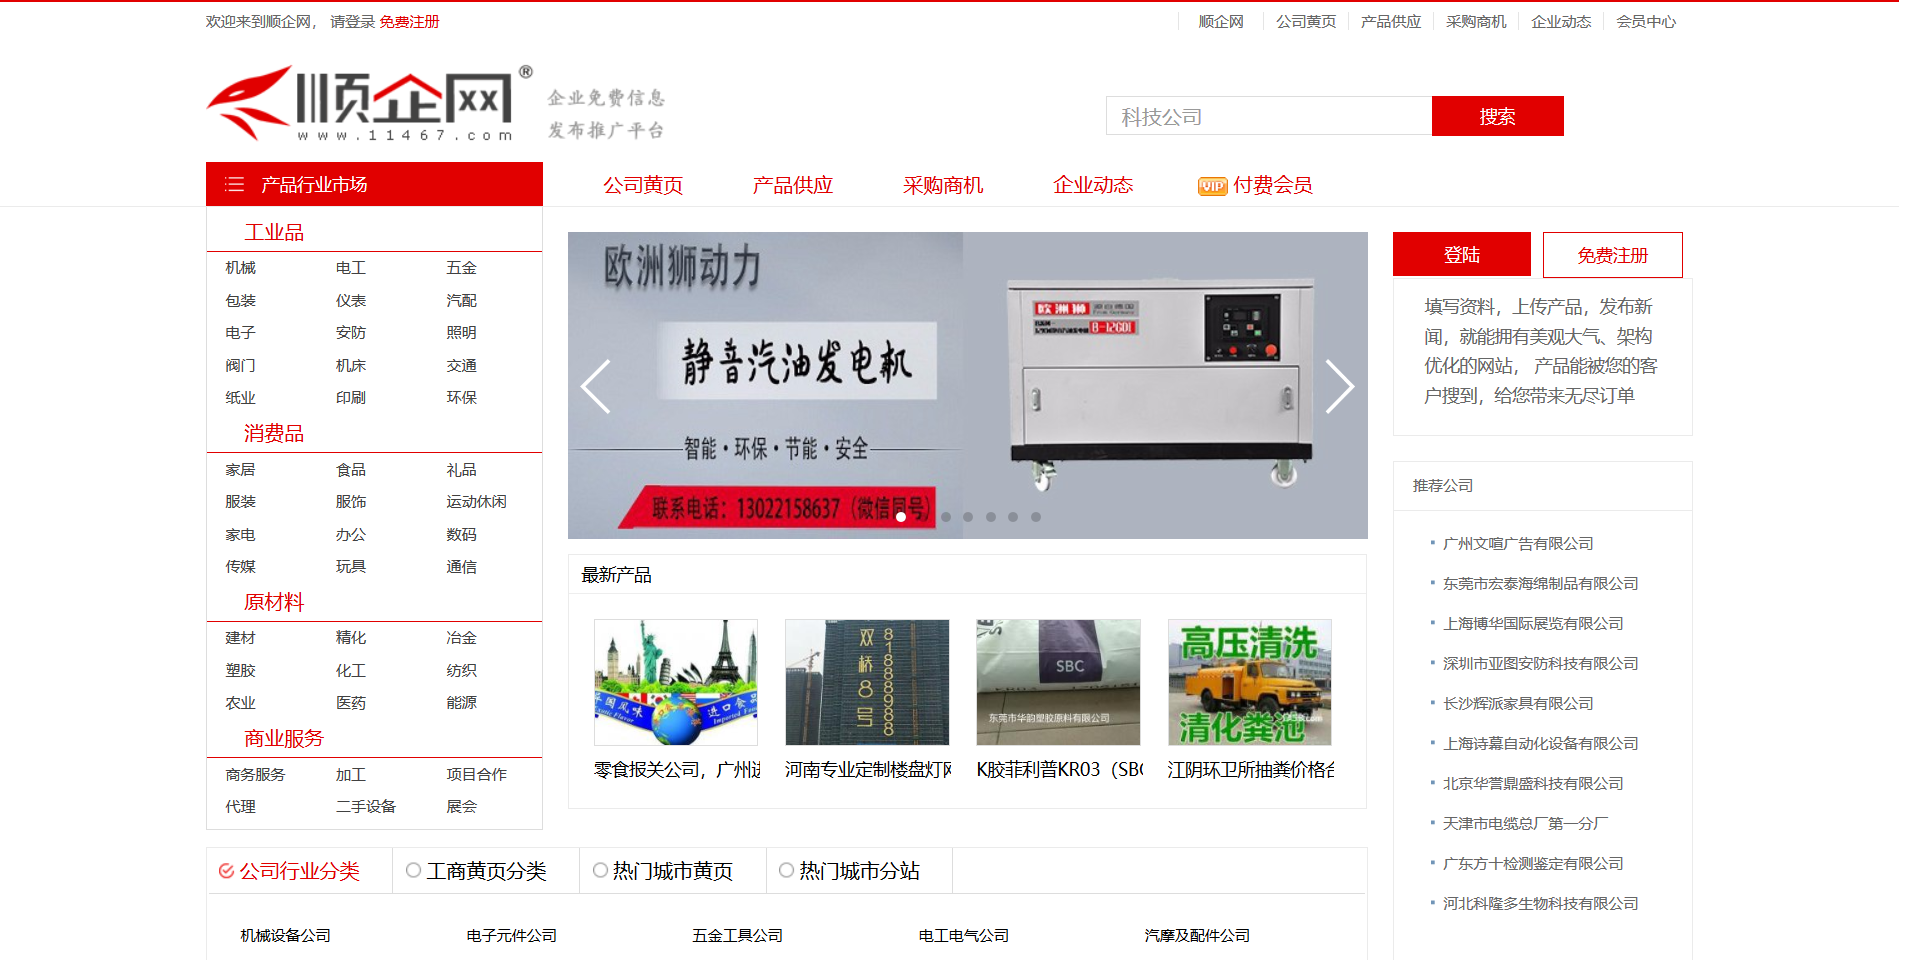 欢迎来到顺企网， 请登录 免费注册
顺企网 公司黄页 产品供应 采购商机 企业动态 会员中心
顺企网®
www.11467.com
企业免费信息
发布推广平台
科技公司
搜索
产品行业市场
公司黄页 产品供应 采购商机 企业动态 VIP 付费会员
工业品
机械 电工 五金
包装 仪表 汽配
电子 安防 照明
阀门 机床 交通
纸业 印刷 环保
消费品
家居 食品 礼品
服装 服饰 运动休闲
家电 办公 数码
传媒 玩具 通信
原材料
建材 精化 冶金
塑胶 化工 纺织
农业 医药 能源
商业服务
商务服务 加工 项目合作
代理 二手设备 展会
欧洲狮动力
静音汽油发电机
智能·环保·节能·安全
联系电话：13022158637（微信同号）
欧洲狮
B-12GDI
登陆 免费注册
填写资料，上传产品，发布新
闻，就能拥有美观大气、架构
优化的网站， 产品能被您的客
户搜到，给您带来无尽订单
最新产品
异国风味
进口食品
Imported Food
双桥8号
8188889888
SBC
东莞市华韵塑胶原料有限公司
高压清洗
清化粪池
零食报关公司，广州进
河南专业定制楼盘灯网
K胶菲利普KR03（SBC
江阴环卫所抽粪价格合
推荐公司
广州文喧广告有限公司
东莞市宏泰海绵制品有限公司
上海博华国际展览有限公司
深圳市亚图安防科技有限公司
长沙辉派家具有限公司
上海诗幕自动化设备有限公司
北京华誉鼎盛科技有限公司
天津市电缆总厂第一分厂
广东方十检测鉴定有限公司
河北科隆多生物科技有限公司
公司行业分类 工商黄页分类 热门城市黄页 热门城市分站
机械设备公司 电子元件公司 五金工具公司 电工电气公司 汽摩及配件公司